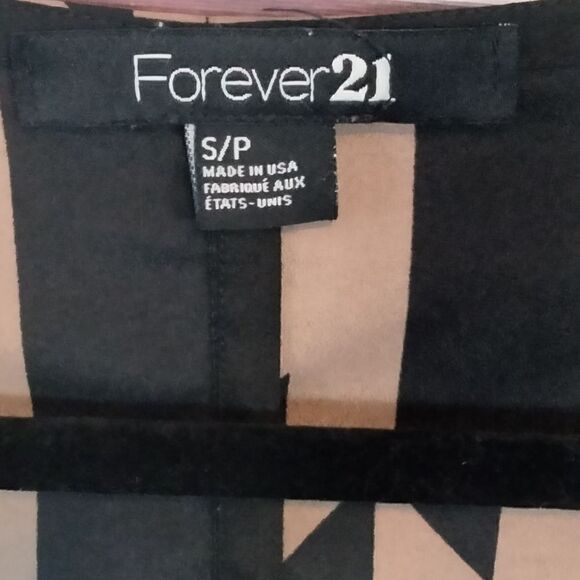 Forever21
S/P
MADE IN USA
FABRIQUÉ AUX
ÉTATS-UNIS